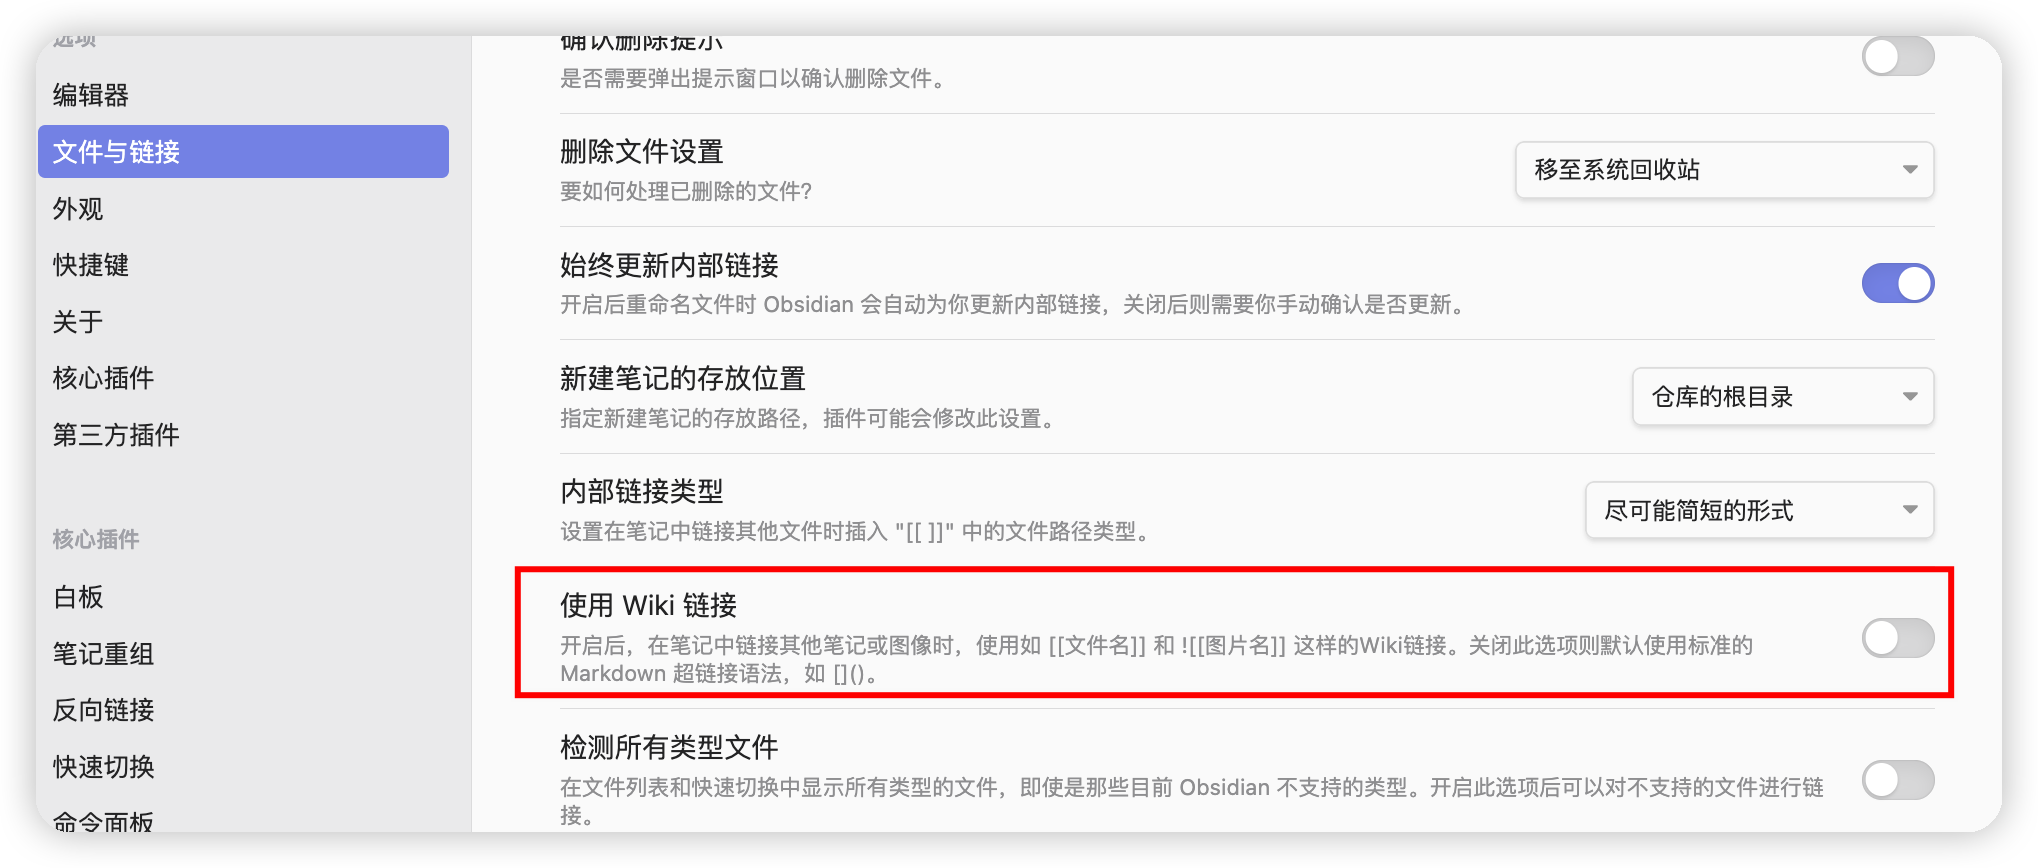 选项
编辑器
文件与链接
外观
快捷键
关于
核心插件
第三方插件
核心插件
白板
笔记重组
反向链接
快速切换
命令面板
确认删除提示
是否需要弹出提示窗口以确认删除文件。
删除文件设置
要如何处理已删除的文件?
移至系统回收站
始终更新内部链接
开启后重命名文件时 Obsidian 会自动为你更新内部链接，关闭后则需要你手动确认是否更新。
新建笔记的存放位置
指定新建笔记的存放路径，插件可能会修改此设置。
仓库的根目录
内部链接类型
设置在笔记中链接其他文件时插入 "[[ ]]" 中的文件路径类型。
尽可能简短的形式
使用 Wiki 链接
开启后，在笔记中链接其他笔记或图像时，使用如 [[文件名]] 和 ![[图片名]] 这样的Wiki链接。关闭此选项则默认使用标准的
Markdown 超链接语法，如 []()。
检测所有类型文件
在文件列表和快速切换中显示所有类型的文件，即使是那些目前 Obsidian 不支持的类型。开启此选项后可以对不支持的文件进行链
接。